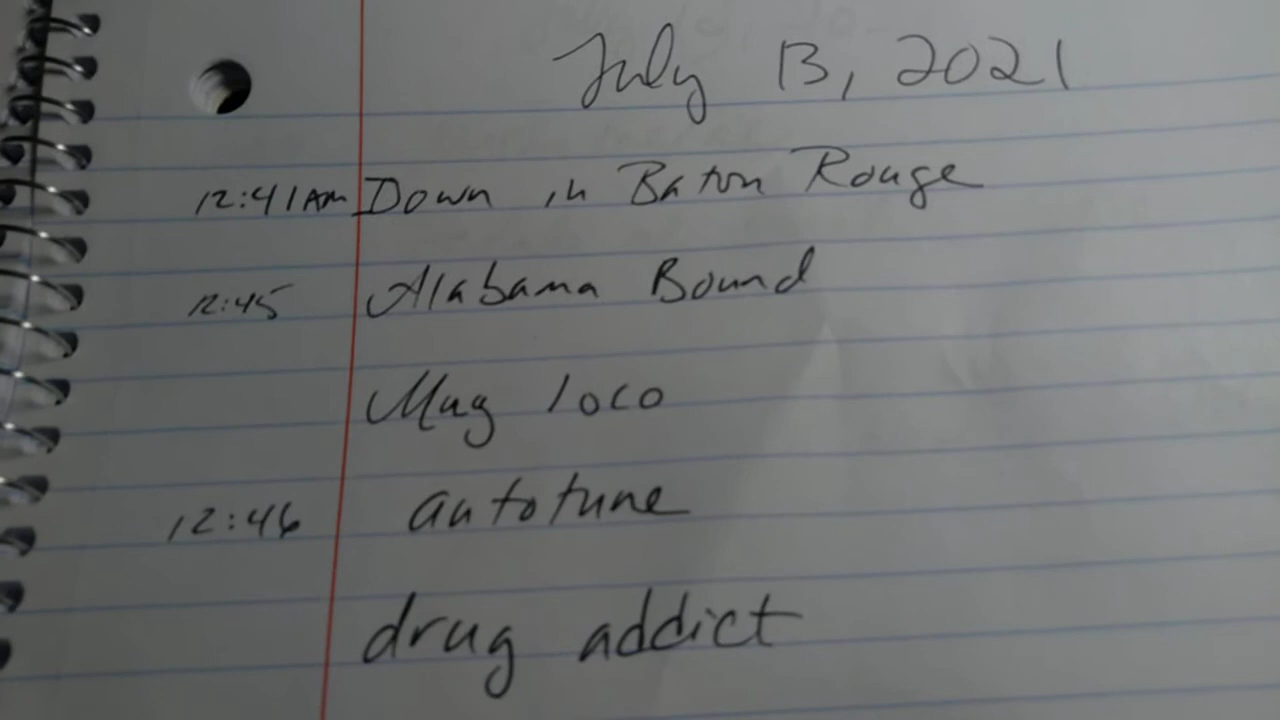 July 13, 2021
12:41AM Down in Baton Rouge
12:45 Alabama Bound
Mug loco
12:46 autotune
drug addict